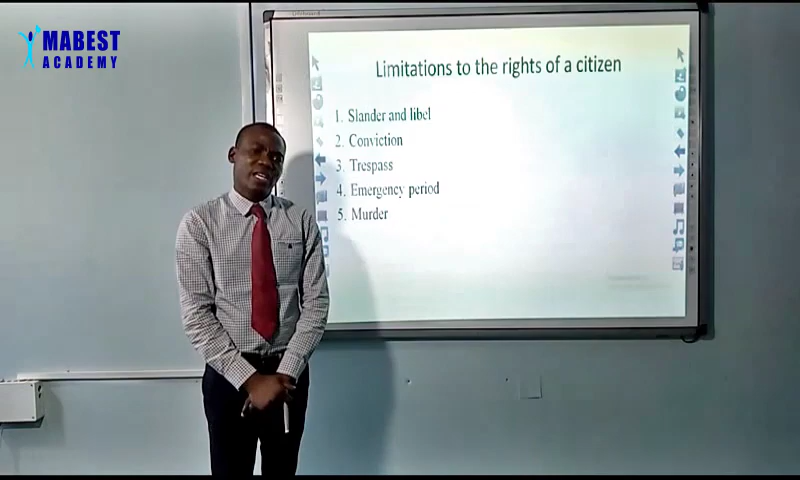 MABEST
ACADEMY
Limitations to the rights of a citizen
1. Slander and libel
2. Conviction
3. Trespass
4. Emergency period
5. Murder